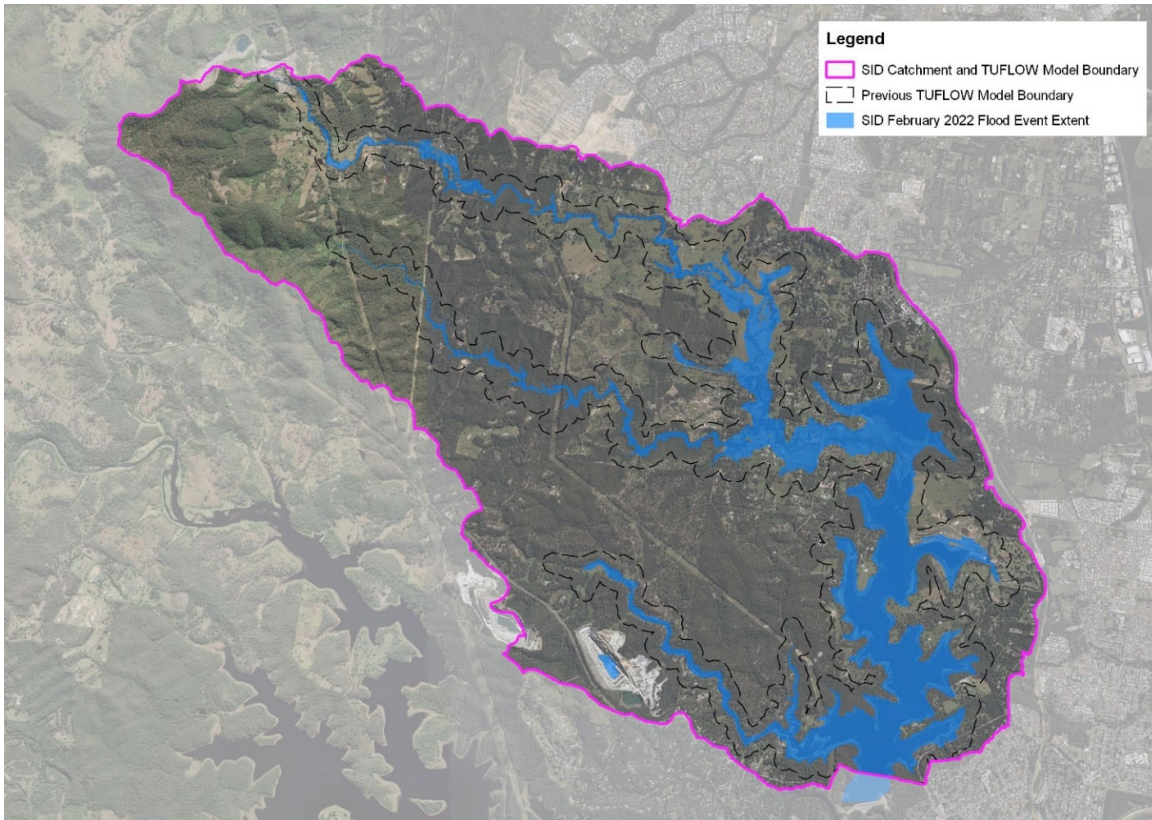 Legend
SID Catchment and TUFLOW Model Boundary
Previous TUFLOW Model Boundary
SID February 2022 Flood Event Extent